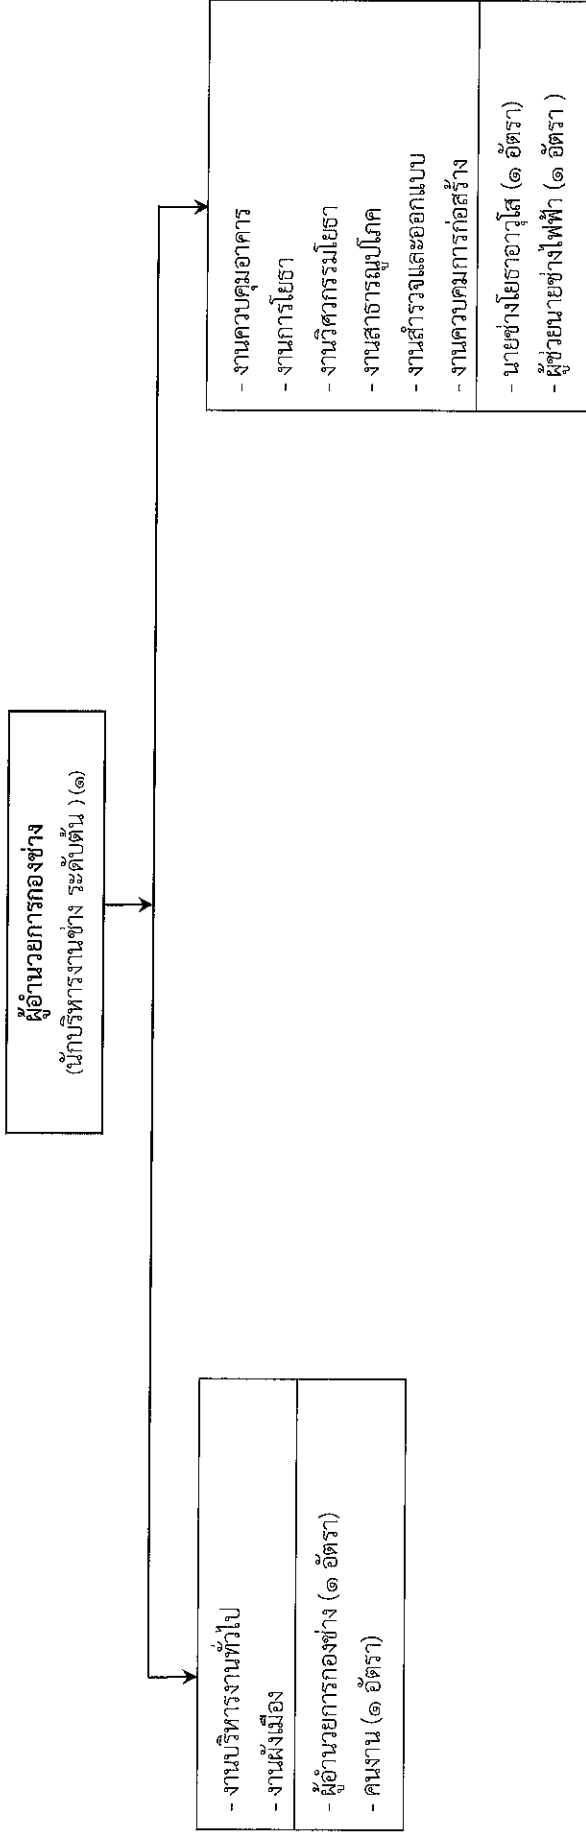 ผู้อำนวยการกองช่าง
(นักบริหารงานช่าง ระดับต้น ) (๑)
- งานบริหารงานทั่วไป
- งานผังเมือง
- ผู้อำนวยการกองช่าง (๑ อัตรา)
- คนงาน (๑ อัตรา)
- งานควบคุมอาคาร
- งานการโยธา
- งานวิศวกรรมโยธา
- งานสาธารณูปโภค
- งานสำรวจและออกแบบ
- งานควบคมการก่อสร้าง
- นายช่างโยธาอาวุโส (๑ อัตรา)
- ผู้ช่วยนายช่างไฟฟ้า (๑ อัตรา )